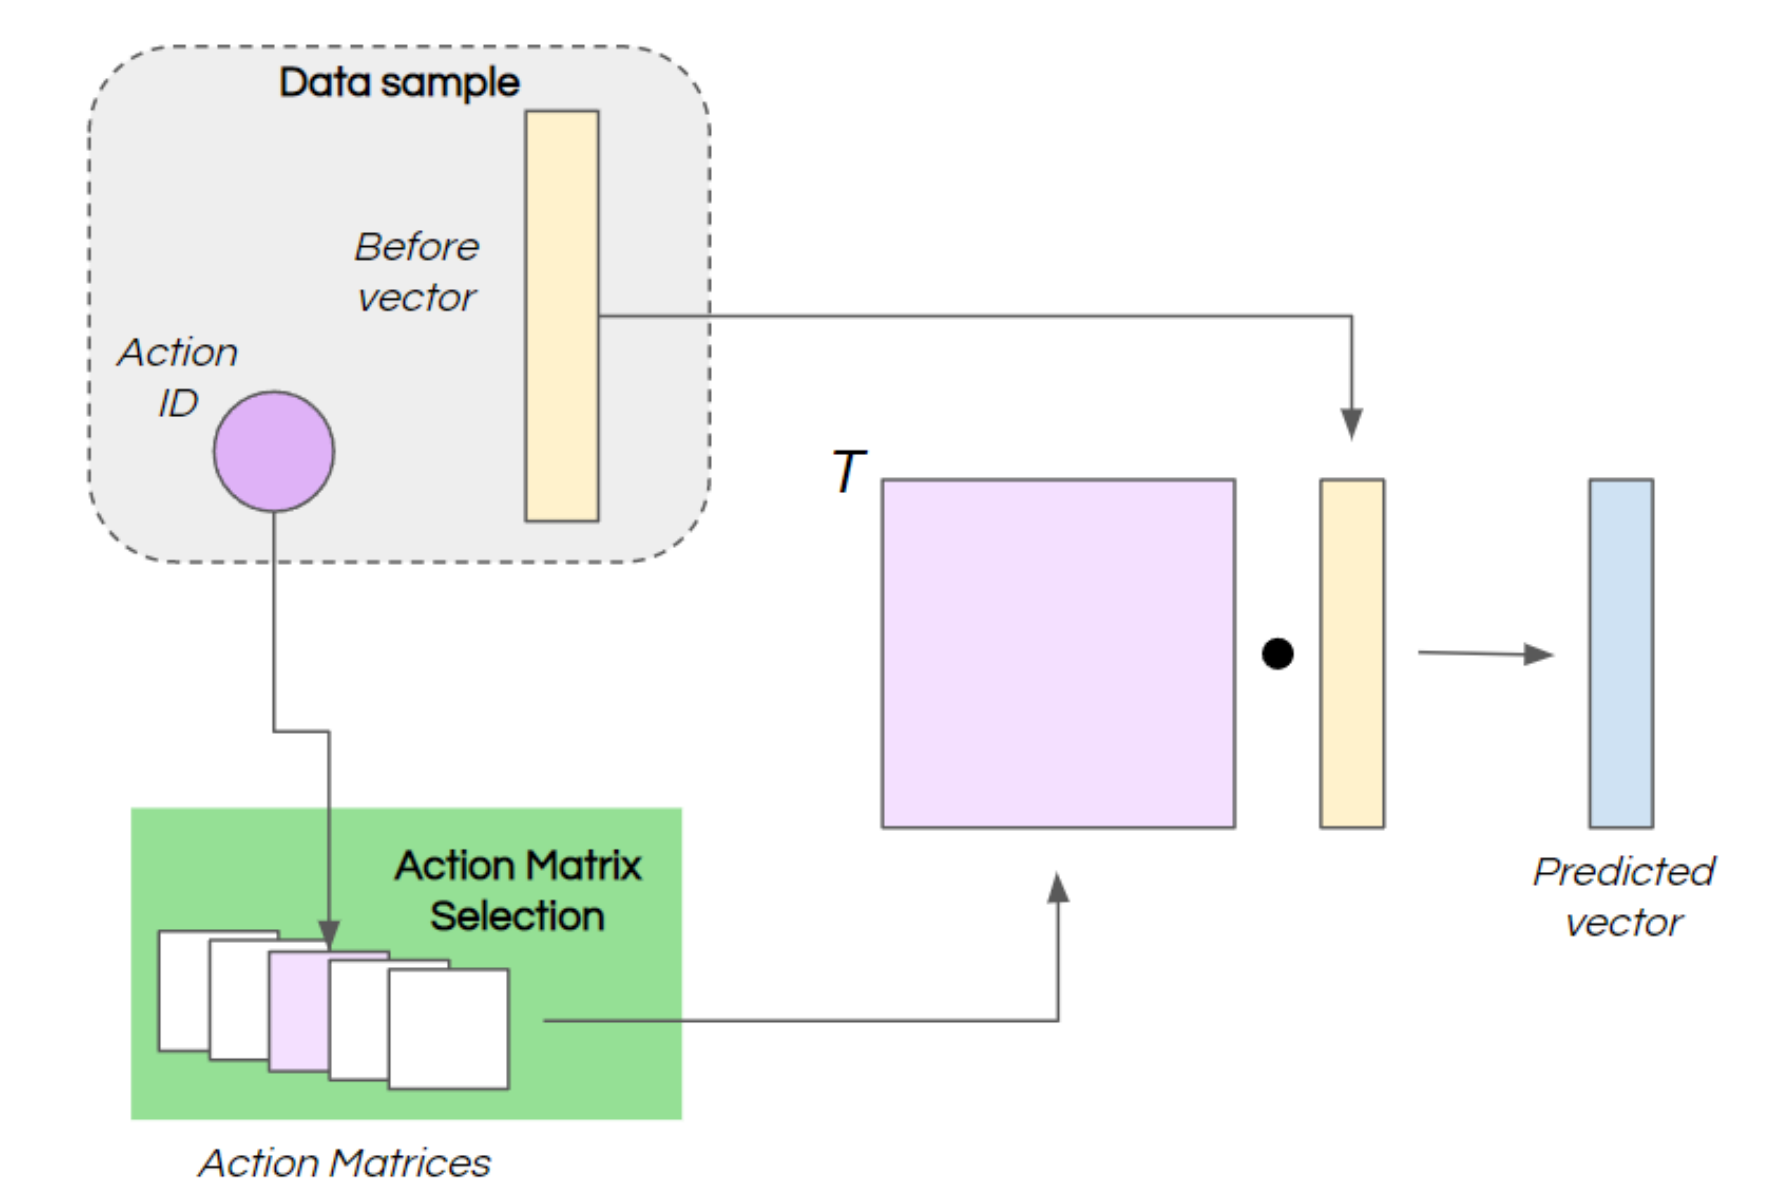 Data sample
Before
vector
Action
ID
T
Action Matrix
Selection
Predicted
vector
Action Matrices